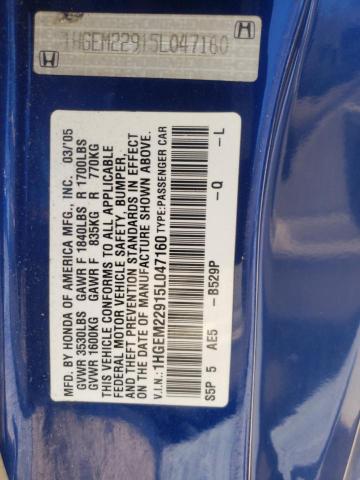 1HGEM22915L047160
MFD. BY HONDA OF AMERICA MFG., INC. 03/'05
GVWR 3530LBS GAWR F 1840LBS R 1700LBS
GVWR 1600KG GAWR F 835KG R 770KG
THIS VEHICLE CONFORMS TO ALL APPLICABLE
FEDERAL MOTOR VEHICLE SAFETY, BUMPER,
AND THEFT PREVENTION STANDARDS IN EFFECT
ON THE DATE OF MANUFACTURE SHOWN ABOVE.
V.I.N.: 1HGEM22915L047160 TYPE:PASSENGER CAR
S5P 5 AE5 -B529P -Q -L